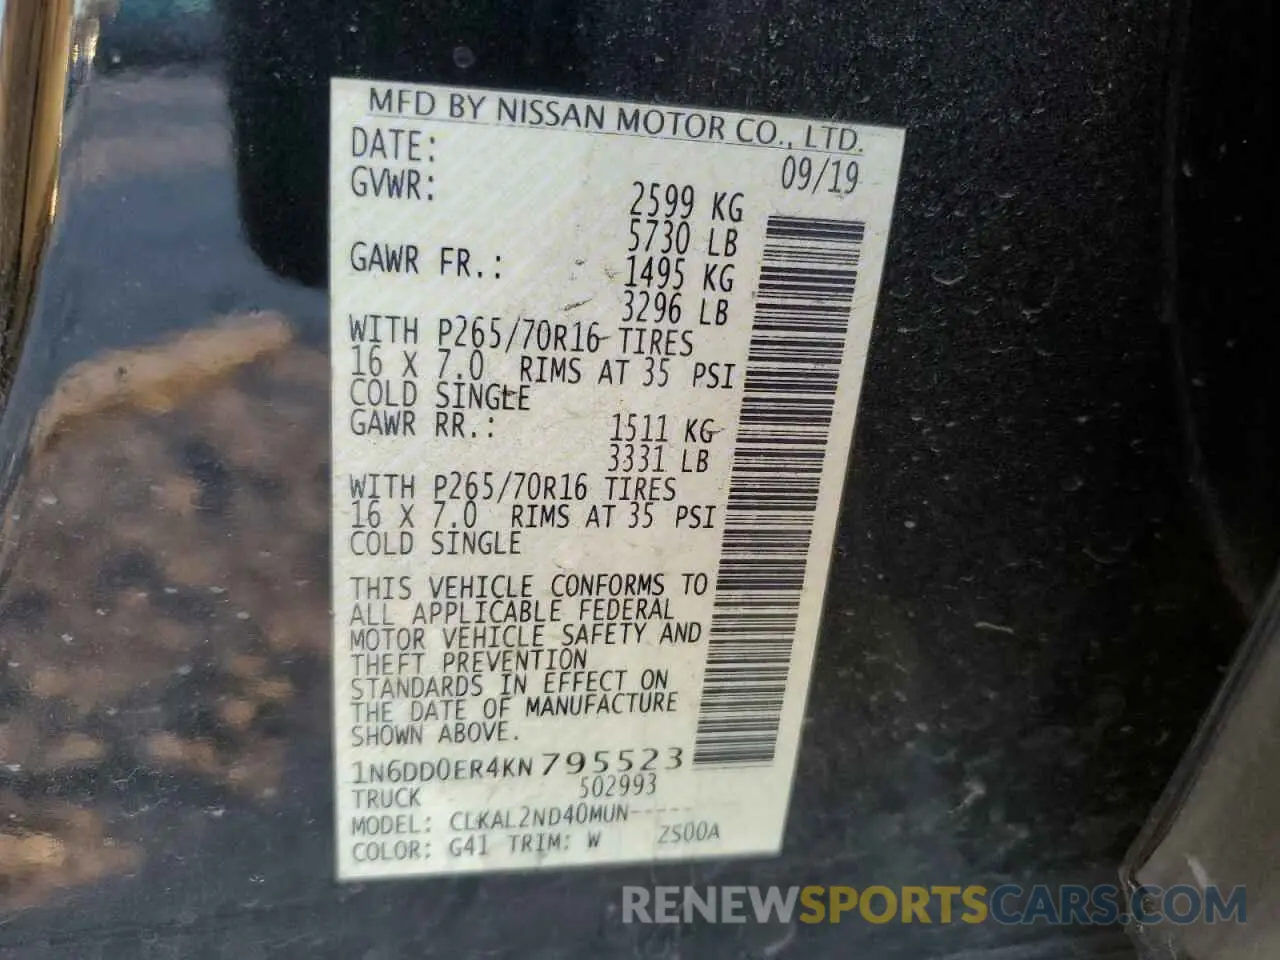 MFD BY NISSAN MOTOR CO., LTD.
DATE: 09/19
GVWR: 2599 KG
5730 LB
GAWR FR.: 1495 KG
3296 LB
WITH P265/70R16 TIRES
16 X 7.0 RIMS AT 35 PSI
COLD SINGLE
GAWR RR.: 1511 KG
3331 LB
WITH P265/70R16 TIRES
16 X 7.0 RIMS AT 35 PSI
COLD SINGLE
THIS VEHICLE CONFORMS TO
ALL APPLICABLE FEDERAL
MOTOR VEHICLE SAFETY AND
THEFT PREVENTION
STANDARDS IN EFFECT ON
THE DATE OF MANUFACTURE
SHOWN ABOVE.
1N6DD0ER4KN795523
TRUCK 502993
MODEL: CLKAL2ND40MUN-----
COLOR: G41 TRIM: W ZS00A
RENEWSPORTSCARS.COM